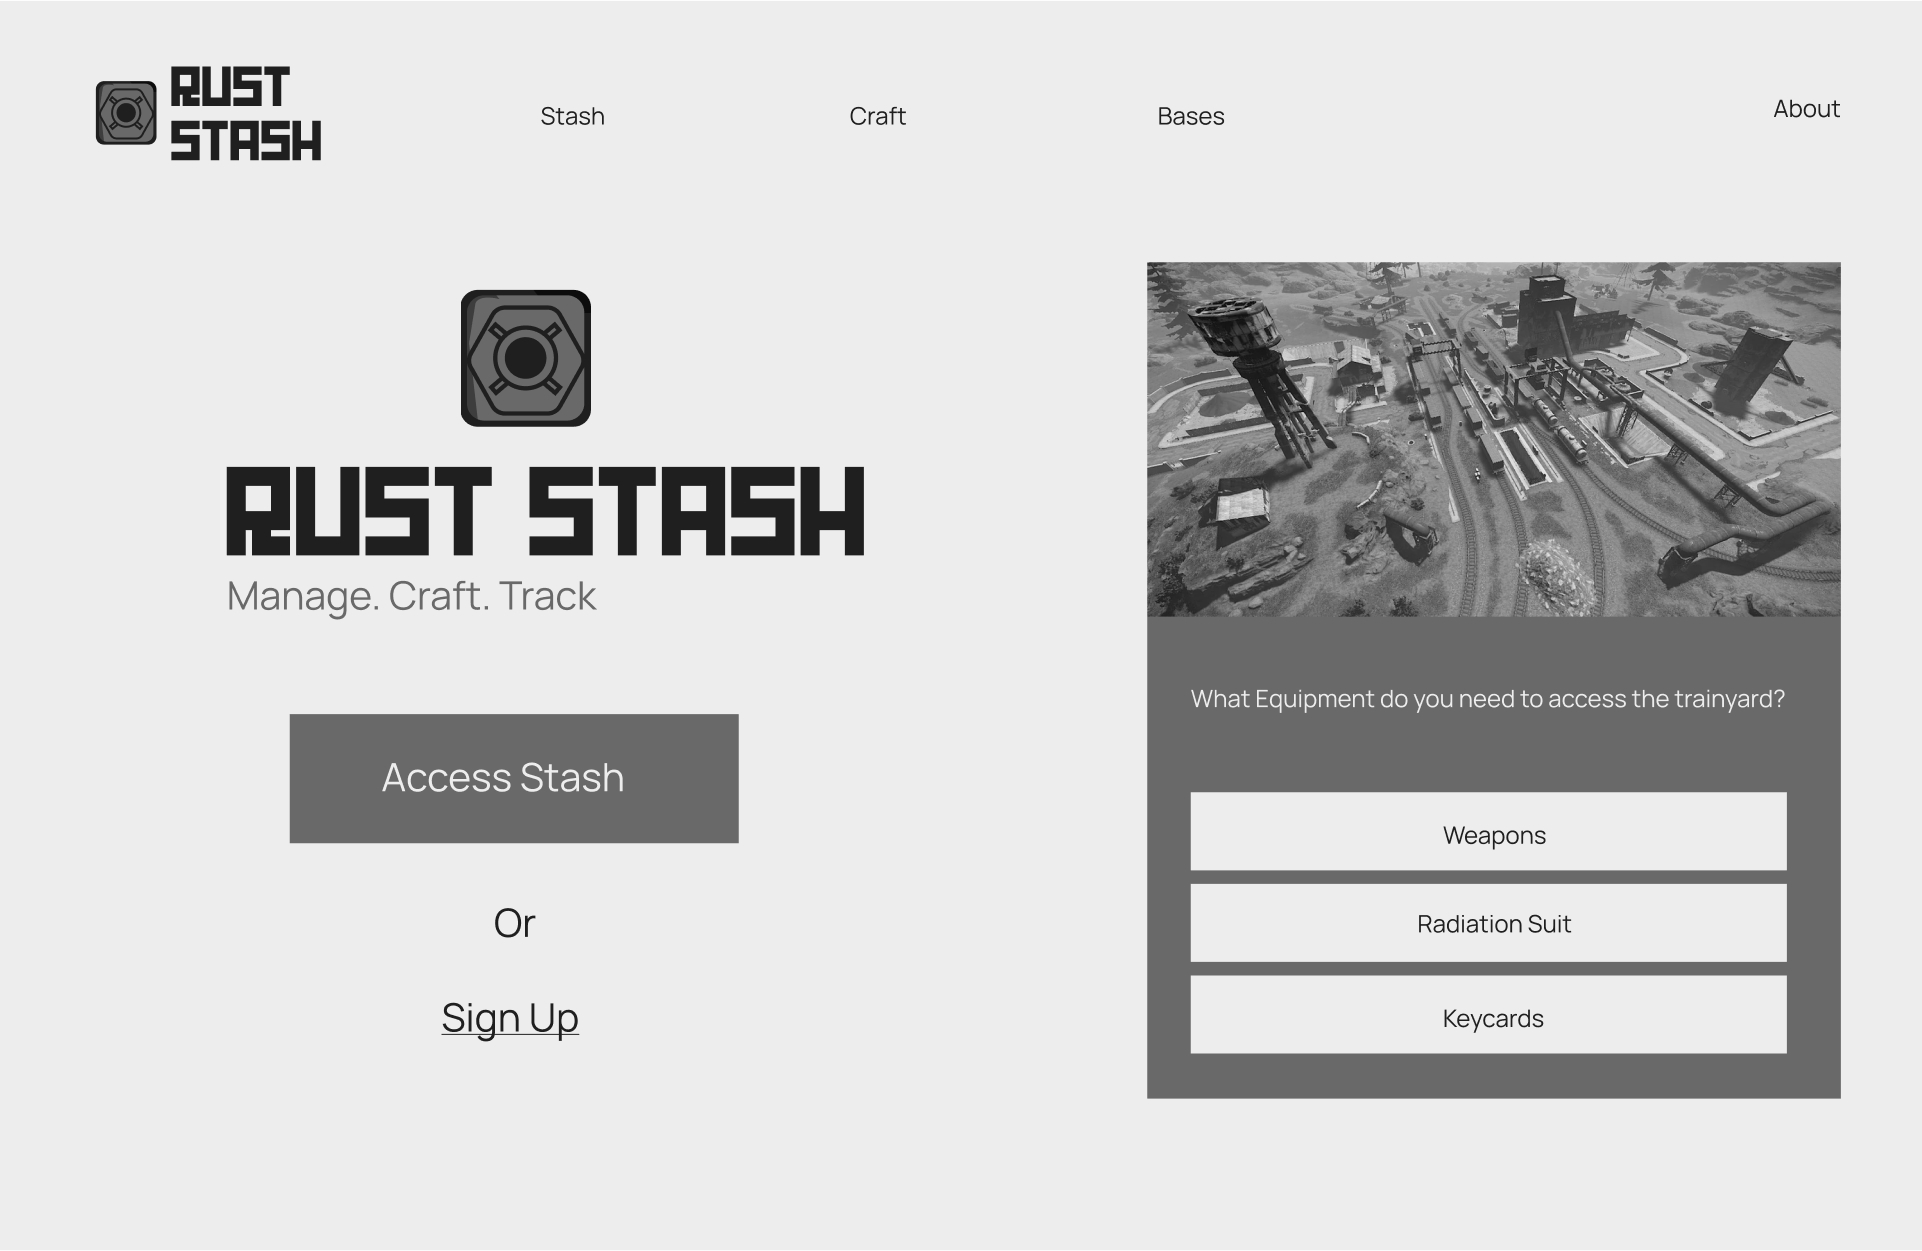 RUST
STASH
Stash
Craft
Bases
About
RUST STASH
Manage. Craft. Track
Access Stash
Or
Sign Up
What Equipment do you need to access the trainyard?
Weapons
Radiation Suit
Keycards